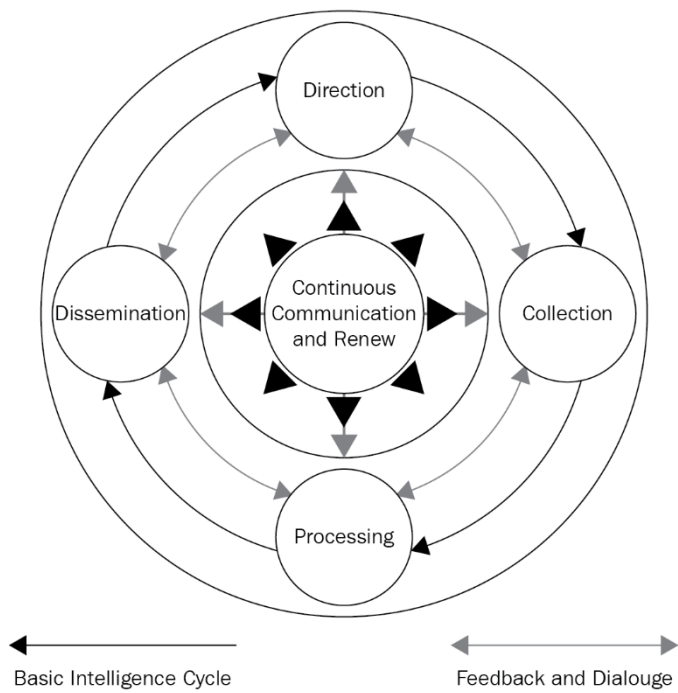 Direction
Dissemination
Continuous
Communication
and Renew
Collection
Processing
Basic Intelligence Cycle
Feedback and Dialouge